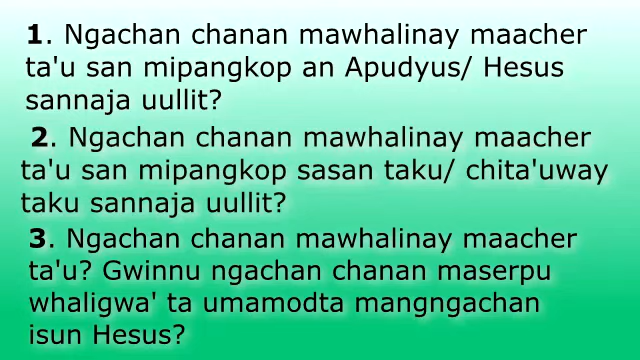 1. Ngachan chanan mawhalinay maacher
ta'u san mipangkop an Apudyus/ Hesus
sannaja uullit?
2. Ngachan chanan mawhalinay maacher
ta'u san mipangkop sasan taku/ chita'uway
taku sannaja uullit?
3. Ngachan chanan mawhalinay maacher
ta'u? Gwinnu ngachan chanan maserpu
whaligwa' ta umamodta mangngachan
isun Hesus?